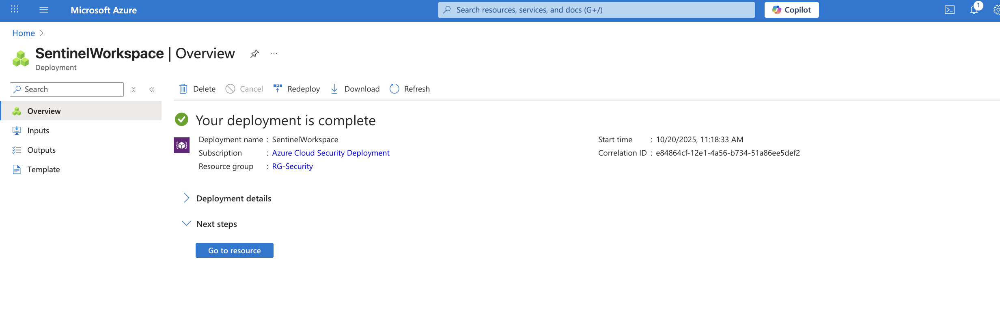 Microsoft Azure
Search resources, services, and docs (G+/)
Copilot
1
Home
SentinelWorkspace | Overview
Deployment
Search
Delete
Cancel
Redeploy
Download
Refresh
Overview
Inputs
Outputs
Template
Your deployment is complete
Deployment name : SentinelWorkspace
Subscription : Azure Cloud Security Deployment
Resource group : RG-Security
Start time : 10/20/2025, 11:18:33 AM
Correlation ID : e84864cf-12e1-4a56-b734-51a86ee5def2
Deployment details
Next steps
Go to resource